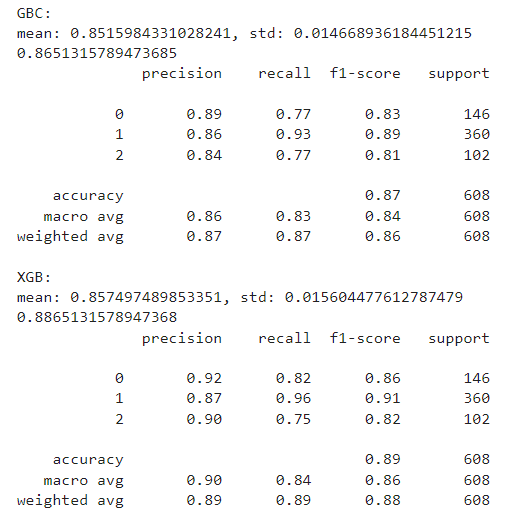 GBC:
mean: 0.8515984331028241, std: 0.014668936184451215
0.8651315789473685
precision recall f1-score support
0 0.89 0.77 0.83 146
1 0.86 0.93 0.89 360
2 0.84 0.77 0.81 102
accuracy 0.87 608
macro avg 0.86 0.83 0.84 608
weighted avg 0.87 0.87 0.86 608
XGB:
mean: 0.857497489853351, std: 0.015604477612787479
0.8865131578947368
precision recall f1-score support
0 0.92 0.82 0.86 146
1 0.87 0.96 0.91 360
2 0.90 0.75 0.82 102
accuracy 0.89 608
macro avg 0.90 0.84 0.86 608
weighted avg 0.89 0.89 0.88 608